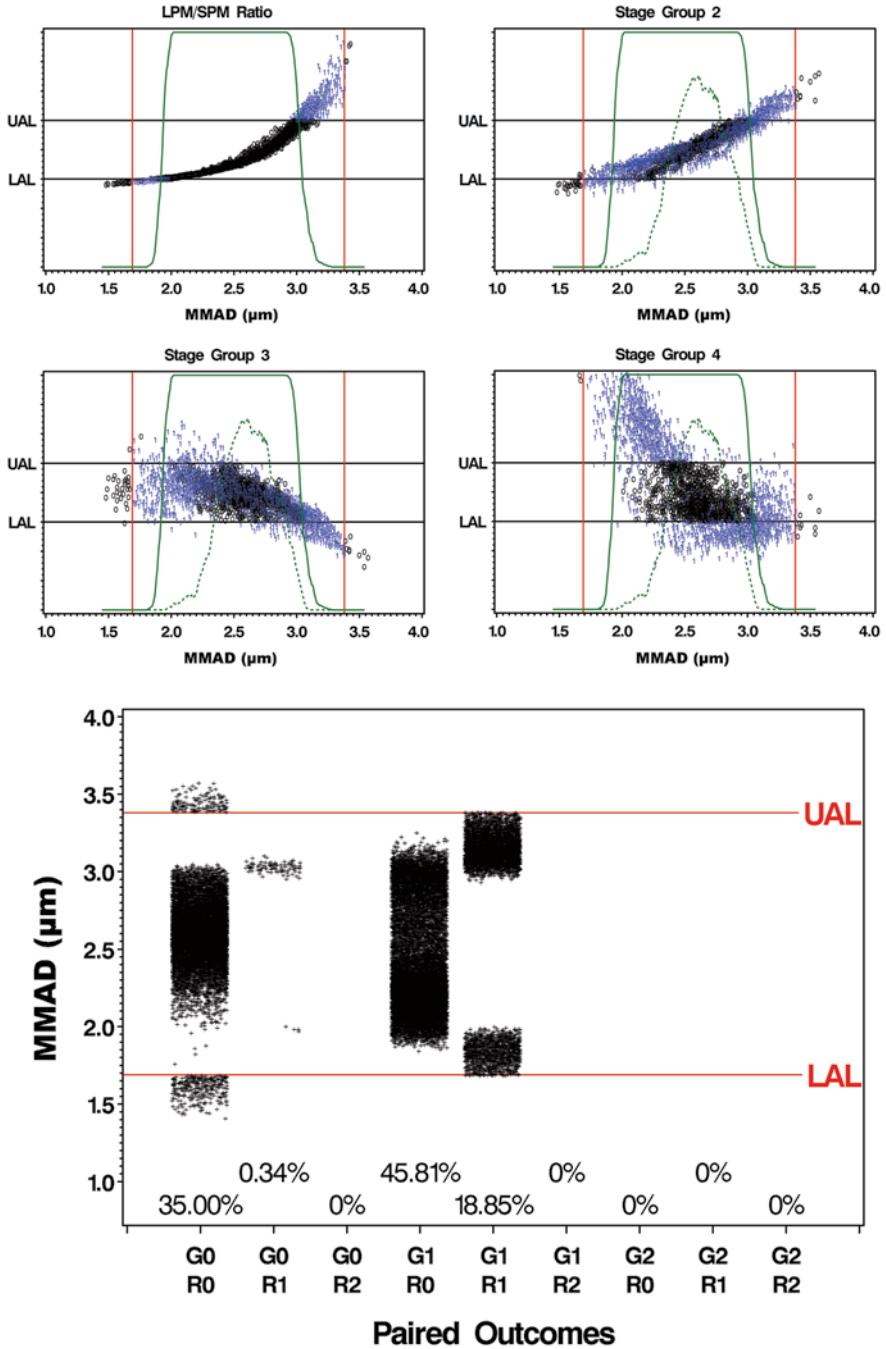 LPM/SPM Ratio
UAL
LAL
1.0 1.5 2.0 2.5 3.0 3.5 4.0
MMAD (μm)
Stage Group 2
UAL
LAL
1.0 1.5 2.0 2.5 3.0 3.5 4.0
MMAD (μm)
Stage Group 3
UAL
LAL
1.0 1.5 2.0 2.5 3.0 3.5 4.0
MMAD (μm)
Stage Group 4
UAL
LAL
1.0 1.5 2.0 2.5 3.0 3.5 4.0
MMAD (μm)
MMAD (μm)
4.0
3.5
3.0
2.5
2.0
1.5
1.0
UAL
LAL
0.34% 45.81% 0% 0%
35.00% 0% 18.85% 0% 0%
G0 G0 G0 G1 G1 G1 G2 G2 G2
R0 R1 R2 R0 R1 R2 R0 R1 R2
Paired Outcomes